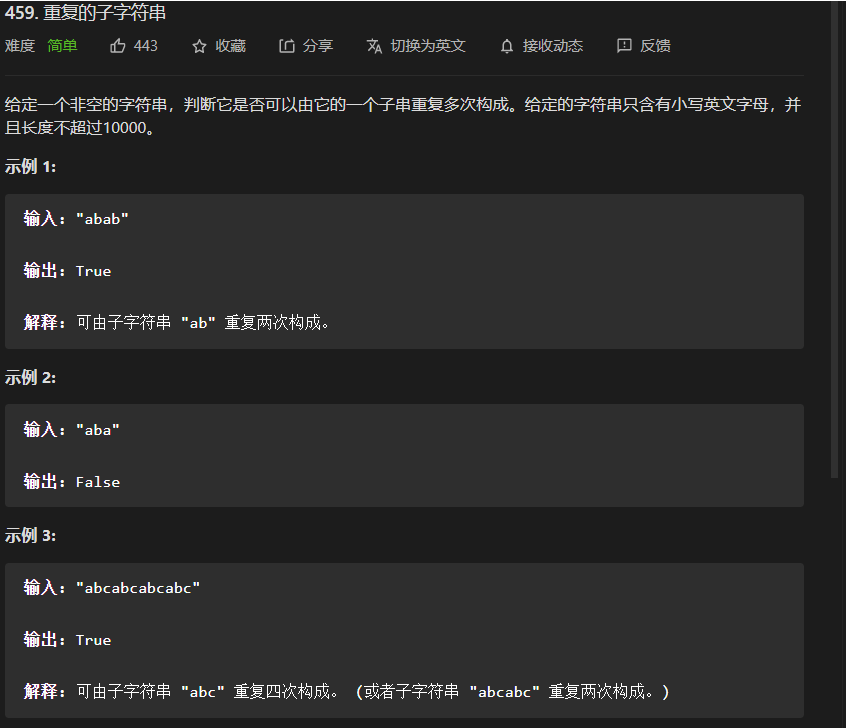 459. 重复的子字符串
难度 简单 443 收藏 分享 切换为英文 接收动态 反馈
给定一个非空的字符串，判断它是否可以由它的一个子串重复多次构成。给定的字符串只含有小写英文字母，并
且长度不超过10000。
示例 1:
输入: "abab"
输出: True
解释: 可由子字符串 "ab" 重复两次构成。
示例 2:
输入: "aba"
输出: False
示例 3:
输入: "abcabcabcabc"
输出: True
解释: 可由子字符串 "abc" 重复四次构成。 (或者子字符串 "abcabc" 重复两次构成。)